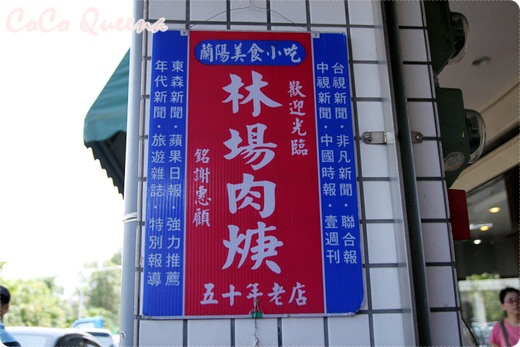 CoCo Queena
蘭陽美食小吃
歡迎光臨
林場肉焿
銘謝惠顧
五十年老店
台視新聞·非凡新聞·聯合報
中視新聞·中國時報·壹週刊
東森新聞·蘋果日報·強力推薦
年代新聞·旅遊雜誌·特別報導